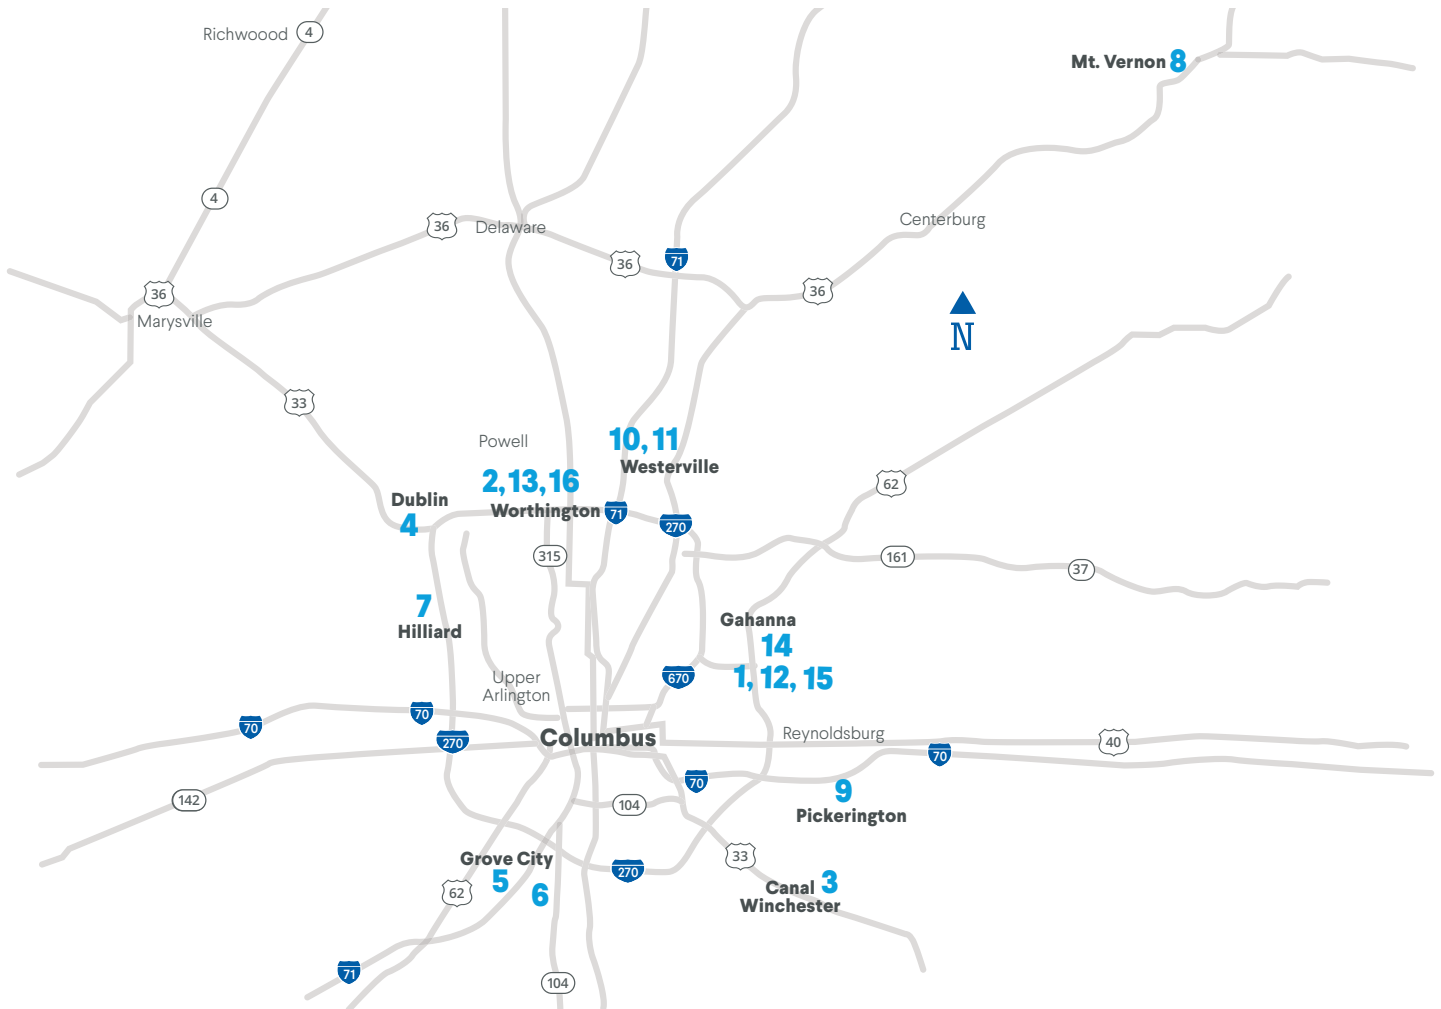 Richwoood 4
Mt. Vernon 8
4
Centerburg
36
Delaware
36
71
36
36
Marysville
N
33
Powell
10, 11
Westerville
2, 13, 16
Worthington
71
270
62
Dublin
4
315
161
37
7
Hilliard
Gahanna
14
1, 12, 15
670
Upper
Arlington
70
70
270
Columbus
Reynoldsburg
40
70
70
142
104
9
Pickerington
33
Grove City
5
6
62
270
Canal 3
Winchester
71
104